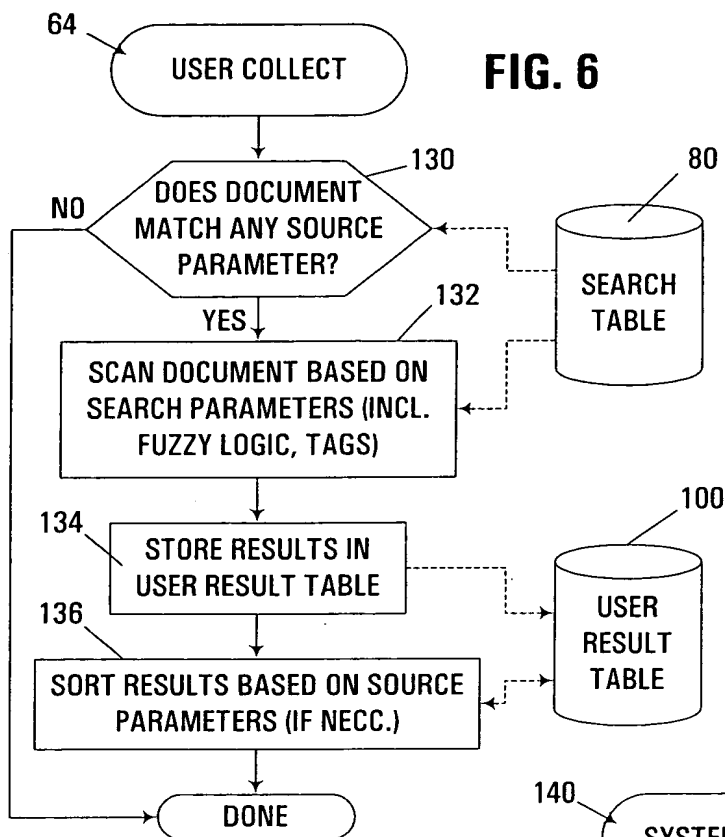 64
USER COLLECT
FIG. 6
130
DOES DOCUMENT
MATCH ANY SOURCE
PARAMETER?
NO
YES
80
SEARCH
TABLE
132
SCAN DOCUMENT BASED ON
SEARCH PARAMETERS (INCL.
FUZZY LOGIC, TAGS)
134
STORE RESULTS IN
USER RESULT TABLE
100
USER
RESULT
TABLE
136
SORT RESULTS BASED ON SOURCE
PARAMETERS (IF NECC.)
DONE
140